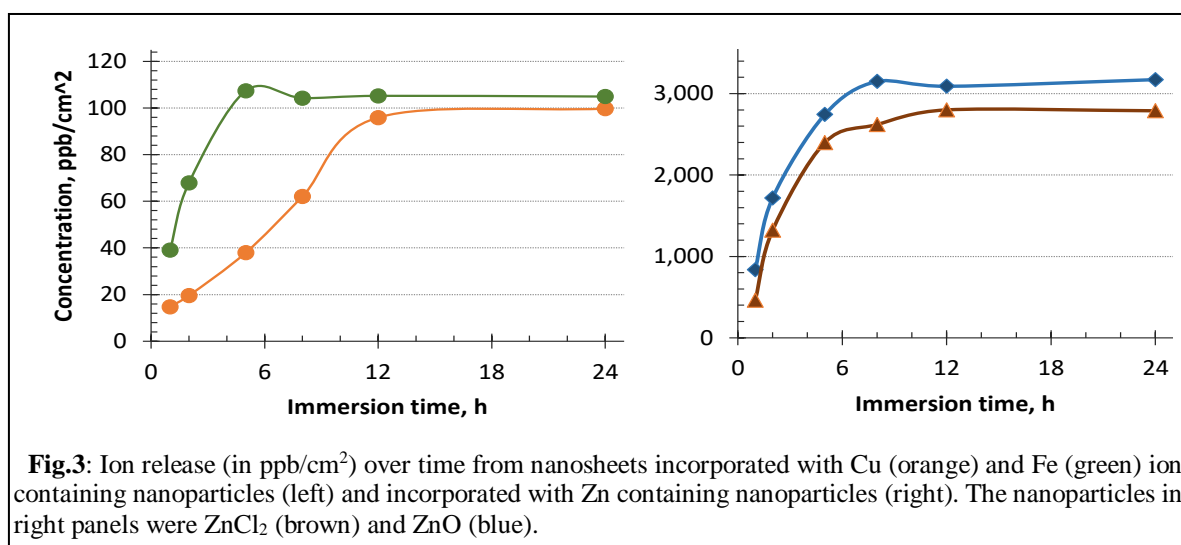 Concentration, ppb/cm^2
120
100
80
60
40
20
0
0 6 12 18 24
Immersion time, h
3,000
2,000
1,000
0
0 6 12 18 24
Immersion time, h
Fig.3: Ion release (in ppb/cm²) over time from nanosheets incorporated with Cu (orange) and Fe (green) ion
containing nanoparticles (left) and incorporated with Zn containing nanoparticles (right). The nanoparticles in
right panels were ZnCl₂ (brown) and ZnO (blue).